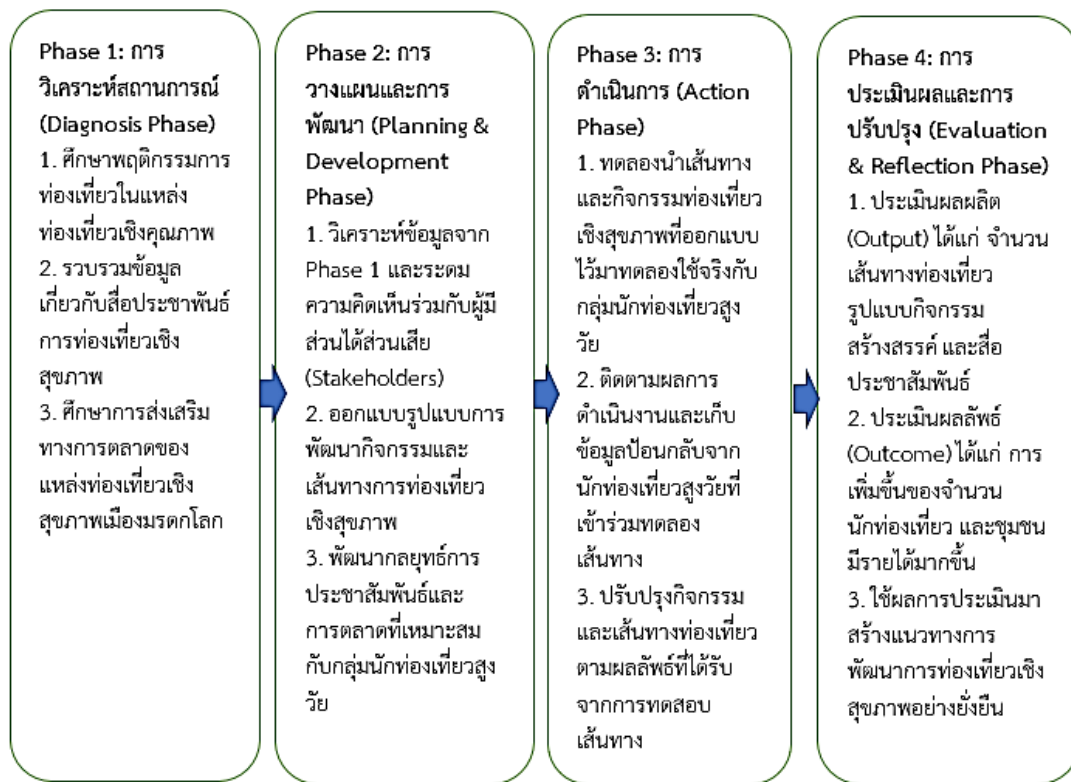 Phase 1: การ
วิเคราะห์สถานการณ์
(Diagnosis Phase)
1. ศึกษาพฤติกรรมการ
ท่องเที่ยวในแหล่ง
ท่องเที่ยวเชิงคุณภาพ
2. รวบรวมข้อมูล
เกี่ยวกับสื่อประชาพันธ์
การท่องเที่ยวเชิง
สุขภาพ
3. ศึกษาการส่งเสริม
ทางการตลาดของ
แหล่งท่องเที่ยวเชิง
สุขภาพเมืองมรดกโลก
Phase 2: การ
วางแผนและการ
พัฒนา (Planning &
Development
Phase)
1. วิเคราะห์ข้อมูลจาก
Phase 1 และระดม
ความคิดเห็นร่วมกับผู้มี
ส่วนได้ส่วนเสีย
(Stakeholders)
2. ออกแบบรูปแบบการ
พัฒนากิจกรรมและ
เส้นทางการท่องเที่ยว
เชิงสุขภาพ
3. พัฒนากลยุทธ์การ
ประชาสัมพันธ์และ
การตลาดที่เหมาะสม
กับกลุ่มนักท่องเที่ยวสูง
วัย
Phase 3: การ
ดำเนินการ (Action
Phase)
1. ทดลองนำเส้นทาง
และกิจกรรมท่องเที่ยว
เชิงสุขภาพที่ออกแบบ
ไว้มาทดลองใช้จริงกับ
กลุ่มนักท่องเที่ยวสูง
วัย
2. ติดตามผลการ
ดำเนินงานและเก็บ
ข้อมูลป้อนกลับจาก
นักท่องเที่ยวสูงวัยที่
เข้าร่วมทดลอง
เส้นทาง
3. ปรับปรุงกิจกรรม
และเส้นทางท่องเที่ยว
ตามผลลัพธ์ที่ได้รับ
จากการทดสอบ
เส้นทาง
Phase 4: การ
ประเมินผลและการ
ปรับปรุง (Evaluation
& Reflection Phase)
1. ประเมินผลผลิต
(Output) ได้แก่ จำนวน
เส้นทางท่องเที่ยว
รูปแบบกิจกรรม
สร้างสรรค์ และสื่อ
ประชาสัมพันธ์
2. ประเมินผลลัพธ์
(Outcome) ได้แก่ การ
เพิ่มขึ้นของจำนวน
นักท่องเที่ยว และชุมชน
มีรายได้มากขึ้น
3. ใช้ผลการประเมินมา
สร้างแนวทางการ
พัฒนาการท่องเที่ยวเชิง
สุขภาพอย่างยั่งยืน